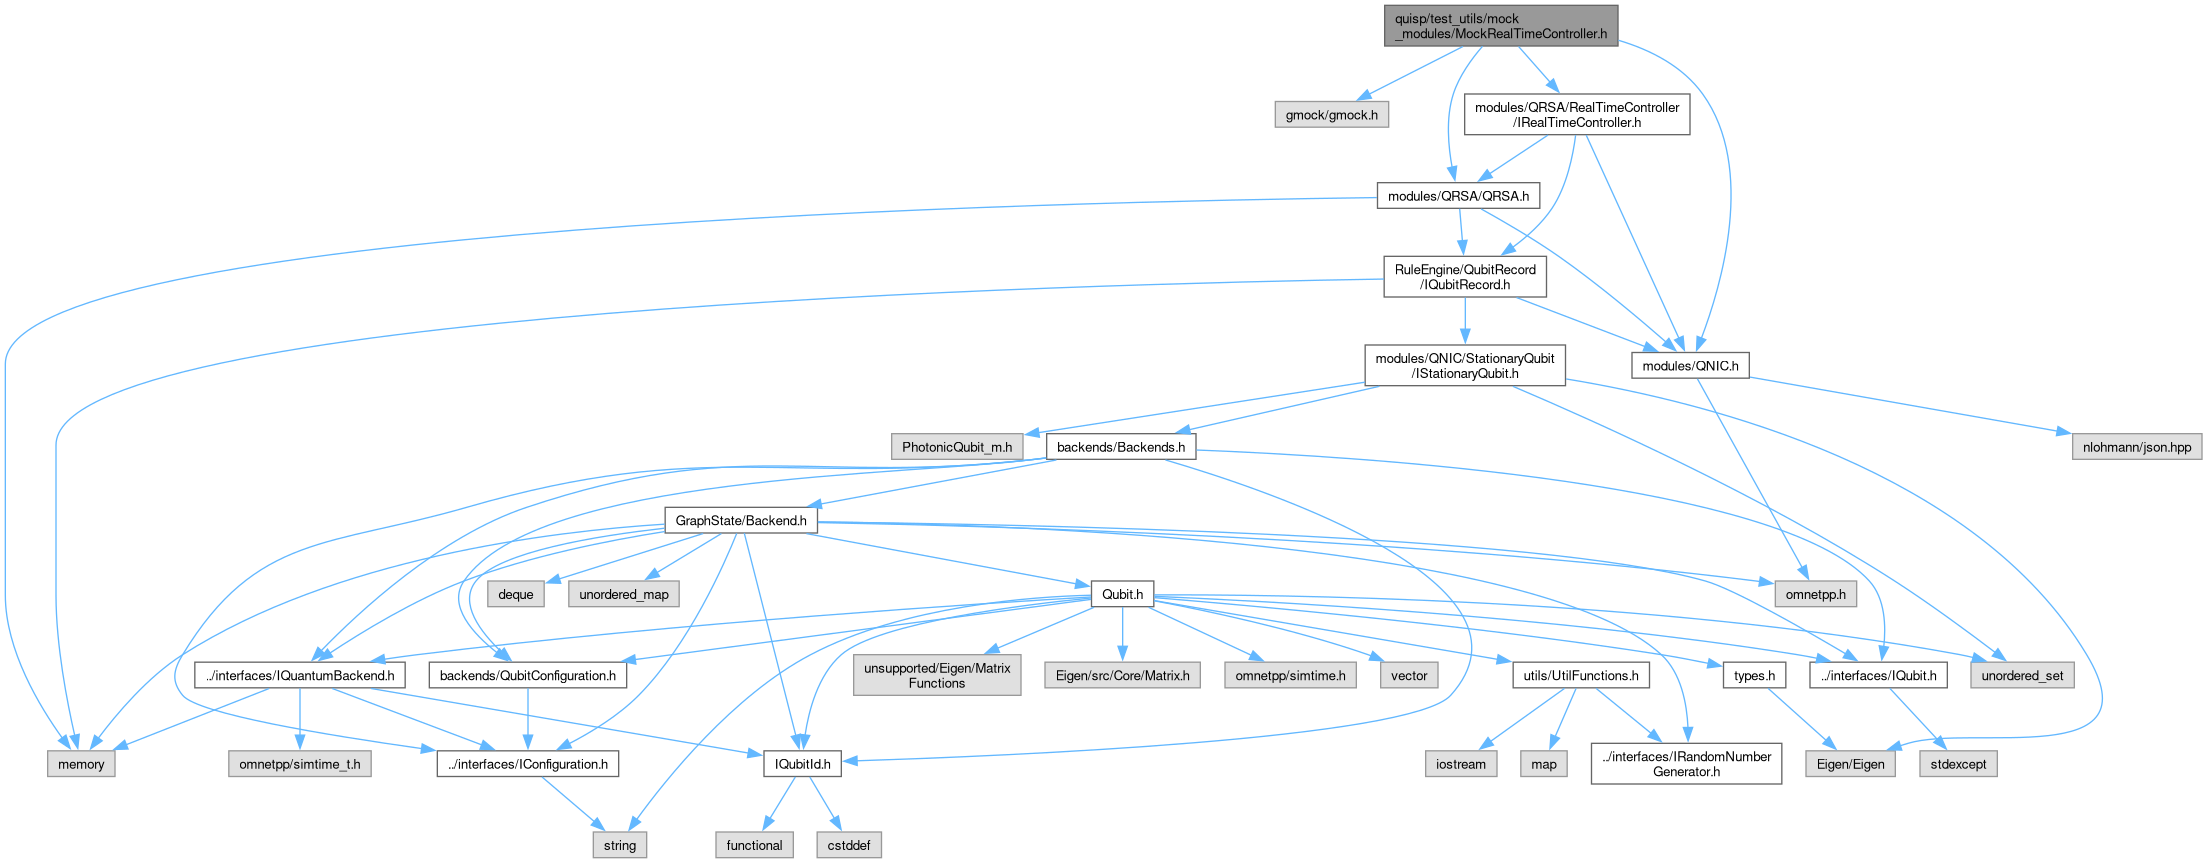 quisp/test_utils/mock
_modules/MockRealTimeController.h
gmock/gmock.h
modules/QRSA/RealTimeController
/IRealTimeController.h
modules/QRSA/QRSA.h
RuleEngine/QubitRecord
/IQubitRecord.h
modules/QNIC/StationaryQubit
/IStationaryQubit.h
modules/QNIC.h
PhotonicQubit_m.h
backends/Backends.h
nlohmann/json.hpp
GraphState/Backend.h
deque
unordered_map
Qubit.h
omnetpp.h
../interfaces/IQuantumBackend.h
backends/QubitConfiguration.h
unsupported/Eigen/Matrix
Functions
Eigen/src/Core/Matrix.h
omnetpp/simtime.h
vector
utils/UtilFunctions.h
types.h
../interfaces/IQubit.h
unordered_set
memory
omnetpp/simtime_t.h
../interfaces/IConfiguration.h
IQubitId.h
iostream
map
../interfaces/IRandomNumber
Generator.h
Eigen/Eigen
stdexcept
string
functional
cstddef